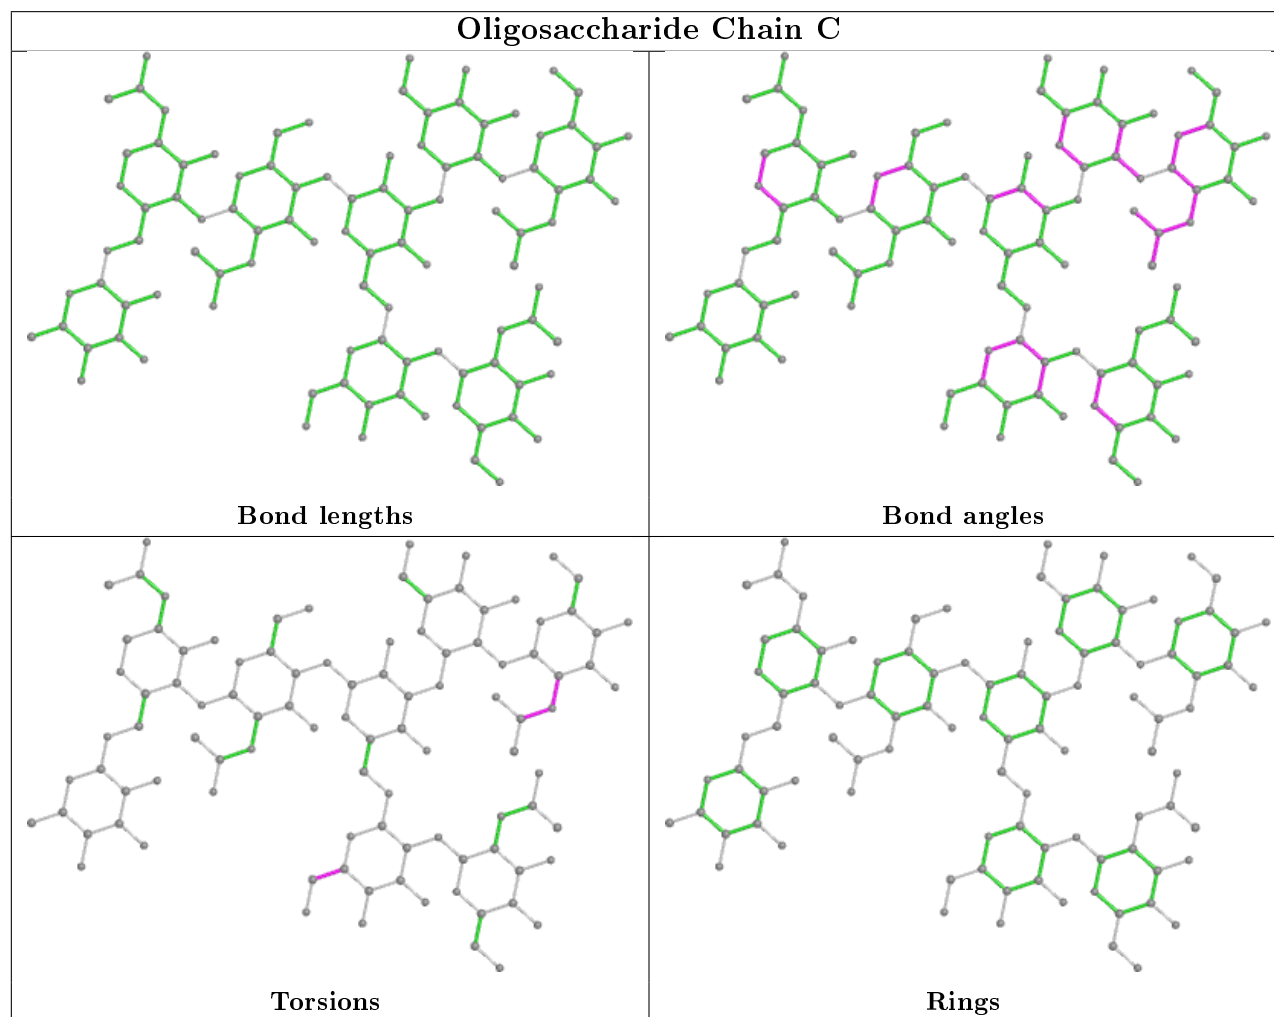 Oligosaccharide Chain C
Bond lengths
Bond angles
Torsions
Rings